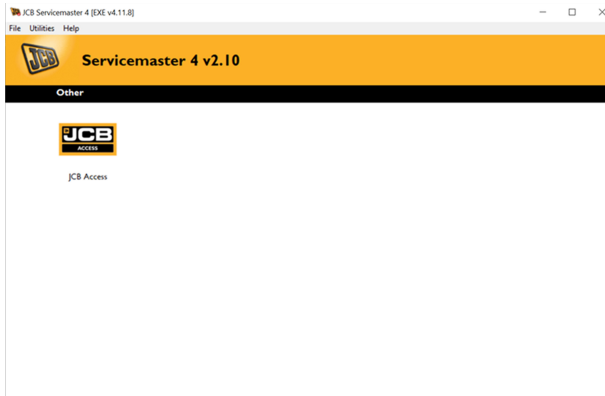 JCB Servicemaster 4 [EXE v4.11.8]
File Utilities Help
JCB
Servicemaster 4 v2.10
Other
JCB
ACCESS
JCB Access